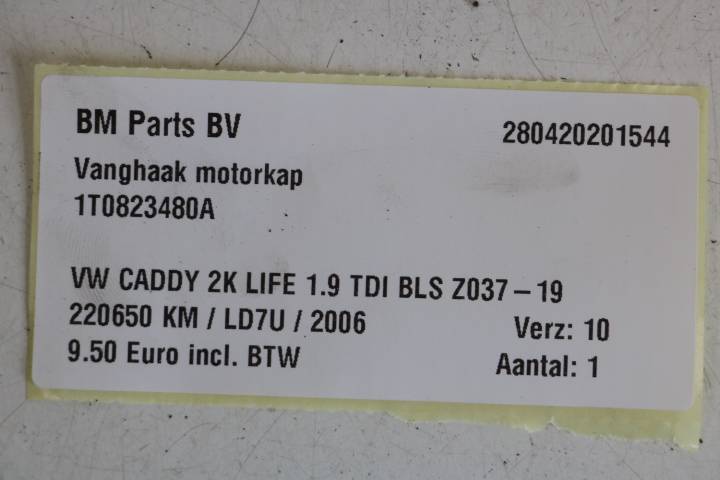 BM Parts BV 280420201544
Vanghaak motorkap
1T0823480A
VW CADDY 2K LIFE 1.9 TDI BLS Z037-19
220650 KM / LD7U / 2006 Verz: 10
9.50 Euro incl. BTW Aantal: 1